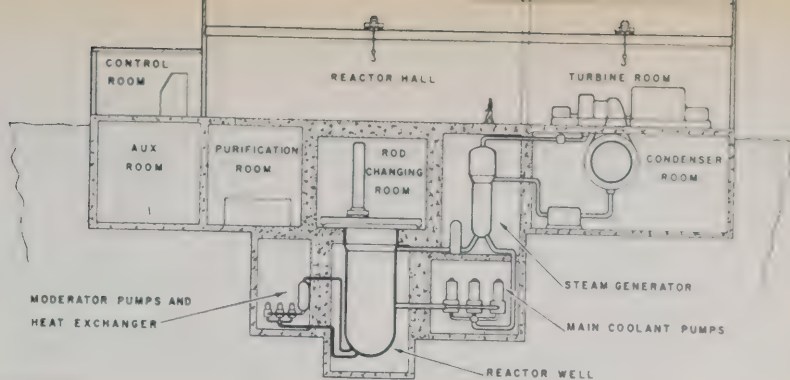 CONTROL
ROOM
REACTOR HALL
TURBINE ROOM
AUX
ROOM
PURIFICATION
ROOM
ROD
CHANGING
ROOM
CONDENSER
ROOM
STEAM GENERATOR
MODERATOR PUMPS AND
HEAT EXCHANGER
MAIN COOLANT PUMPS
REACTOR WELL